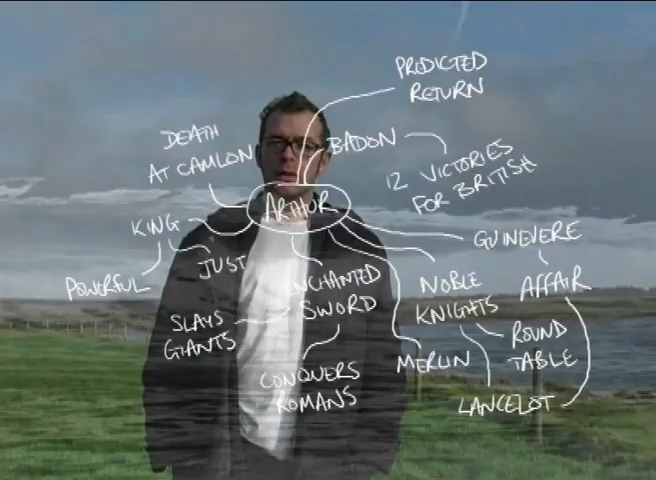 PREDICTED
RETURN
DEATH
AT CAMLON
BADON
12 VICTORIES
FOR BRITISH
ARTHUR
KING
GUINEVERE
POWERFUL
JUST
ENCHANTED
SWORD
NOBLE
KNIGHTS
AFFAIR
SLAYS
GIANTS
ROUND
TABLE
MERLIN
CONQUERS
ROMANS
LANCELOT